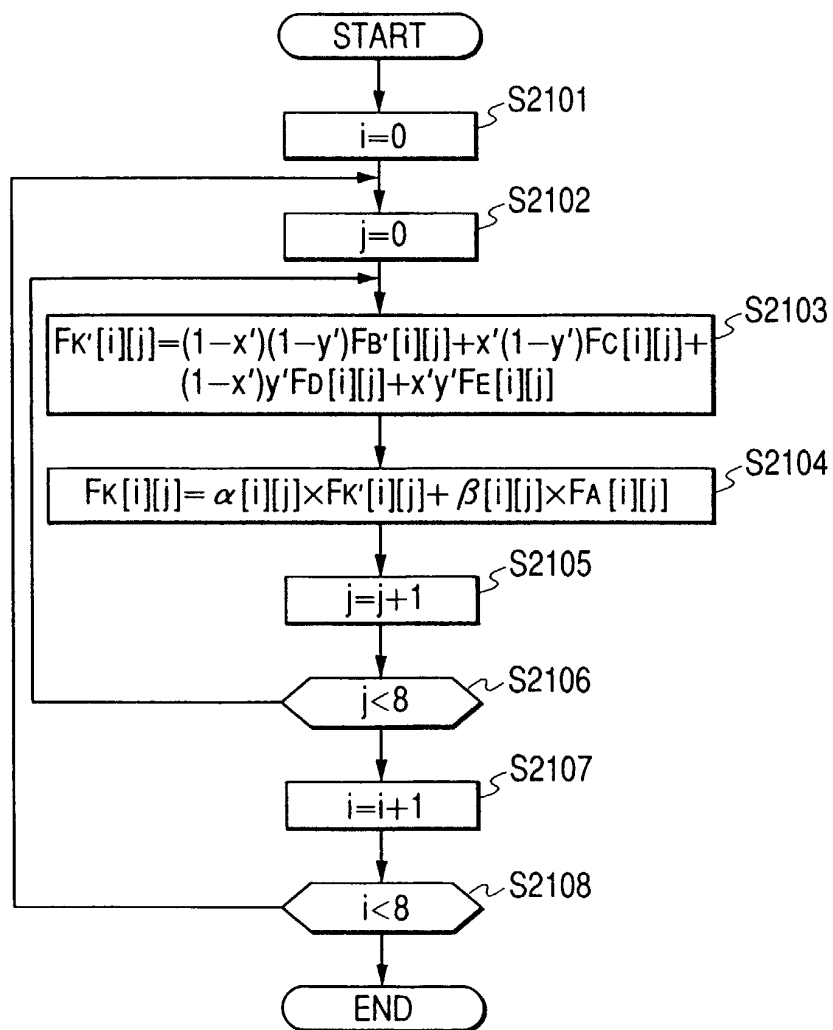 START
S2101
i=0
S2102
j=0
S2103
FK'[i][j]=(1-x')(1-y')FB'[i][j]+x'(1-y')FC[i][j]+
(1-x')y'FD[i][j]+x'y'FE[i][j]
S2104
FK[i][j]= α[i][j]×FK'[i][j]+ β[i][j]×FA[i][j]
S2105
j=j+1
S2106
j<8
S2107
i=i+1
S2108
i<8
END